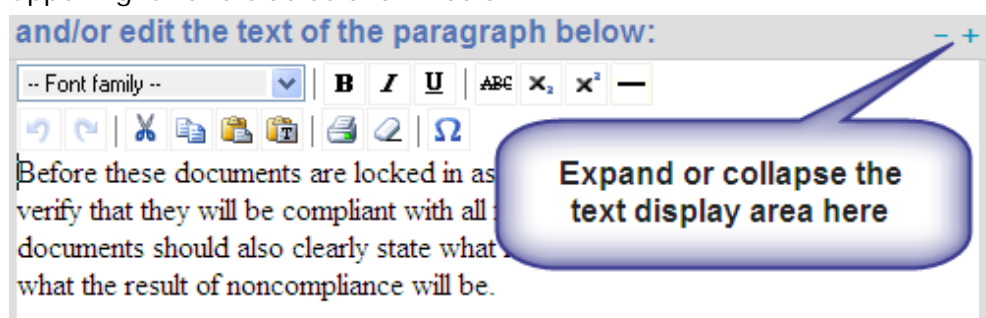 and/or edit the text of the paragraph below:
- +
-- Font family --
B I U ABC x₂ x² —
T Ω
Before these documents are locked in as
verify that they will be compliant with all
documents should also clearly state what
what the result of noncompliance will be.
Expand or collapse the
text display area here